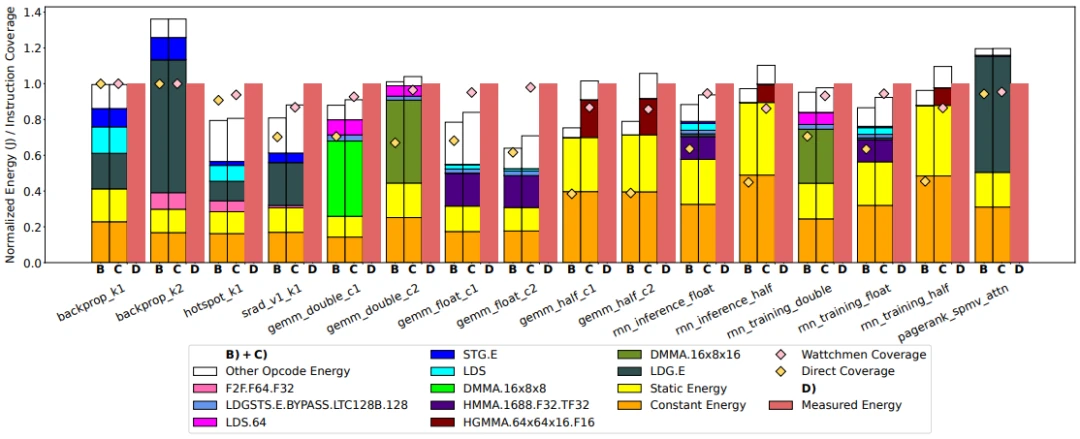 Normalized Energy (J) / Instruction Coverage
1.4
1.2
1.0
0.8
0.6
0.4
0.2
0.0
B C D B C D B C D B C D B C D B C D B C D B C D B C D B C D B C D B C D B C D B C D B C D B C D
backprop_k1
backprop_k2
hotspot_k1
srad_v1_k1
gemm_double_c1
gemm_double_c2
gemm_float_c1
gemm_float_c2
gemm_half_c1
gemm_half_c2
rnn_inference_float
rnn_inference_half
rnn_training_double
rnn_training_float
rnn_training_half
pagerank_spmv_attn
B) + C)
Other Opcode Energy
F2F.F64.F32
LDGSTS.E.BYPASS.LTC128B.128
LDS.64
STG.E
LDS
DMMA.16x8x8
HMMA.1688.F32.TF32
HGMMA.64x64x16.F16
DMMA.16x8x16
LDG.E
Static Energy
Constant Energy
Wattchmen Coverage
Direct Coverage
D)
Measured Energy